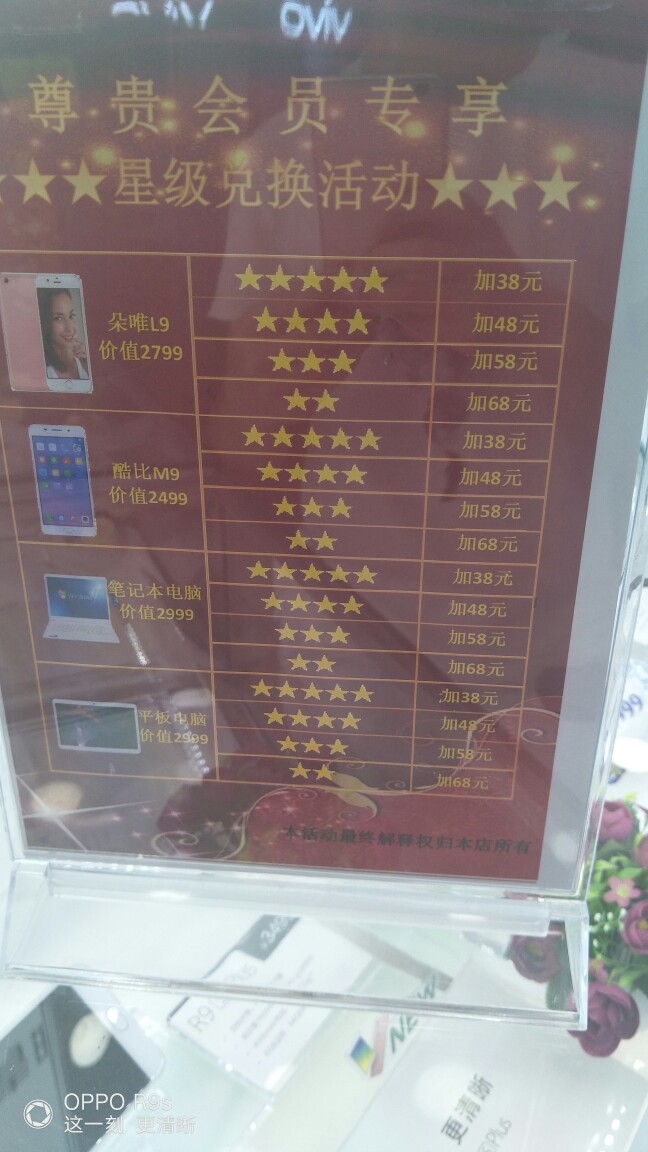 vivo
尊贵会员专享
★★★星级兑换活动★★★
朵唯L9
价值2799
★★★★★ 加38元
★★★★ 加48元
★★★ 加58元
★★ 加68元
酷比M9
价值2499
★★★★★ 加38元
★★★★ 加48元
★★★ 加58元
★★ 加68元
笔记本电脑
价值2999
★★★★★ 加38元
★★★★ 加48元
★★★ 加58元
★★ 加68元
平板电脑
价值2999
★★★★★ 加38元
★★★★ 加48元
★★★ 加58元
★★ 加68元
本活动最终解释权归本店所有
更清晰
Plus
OPPO R9s
这一刻 更清晰